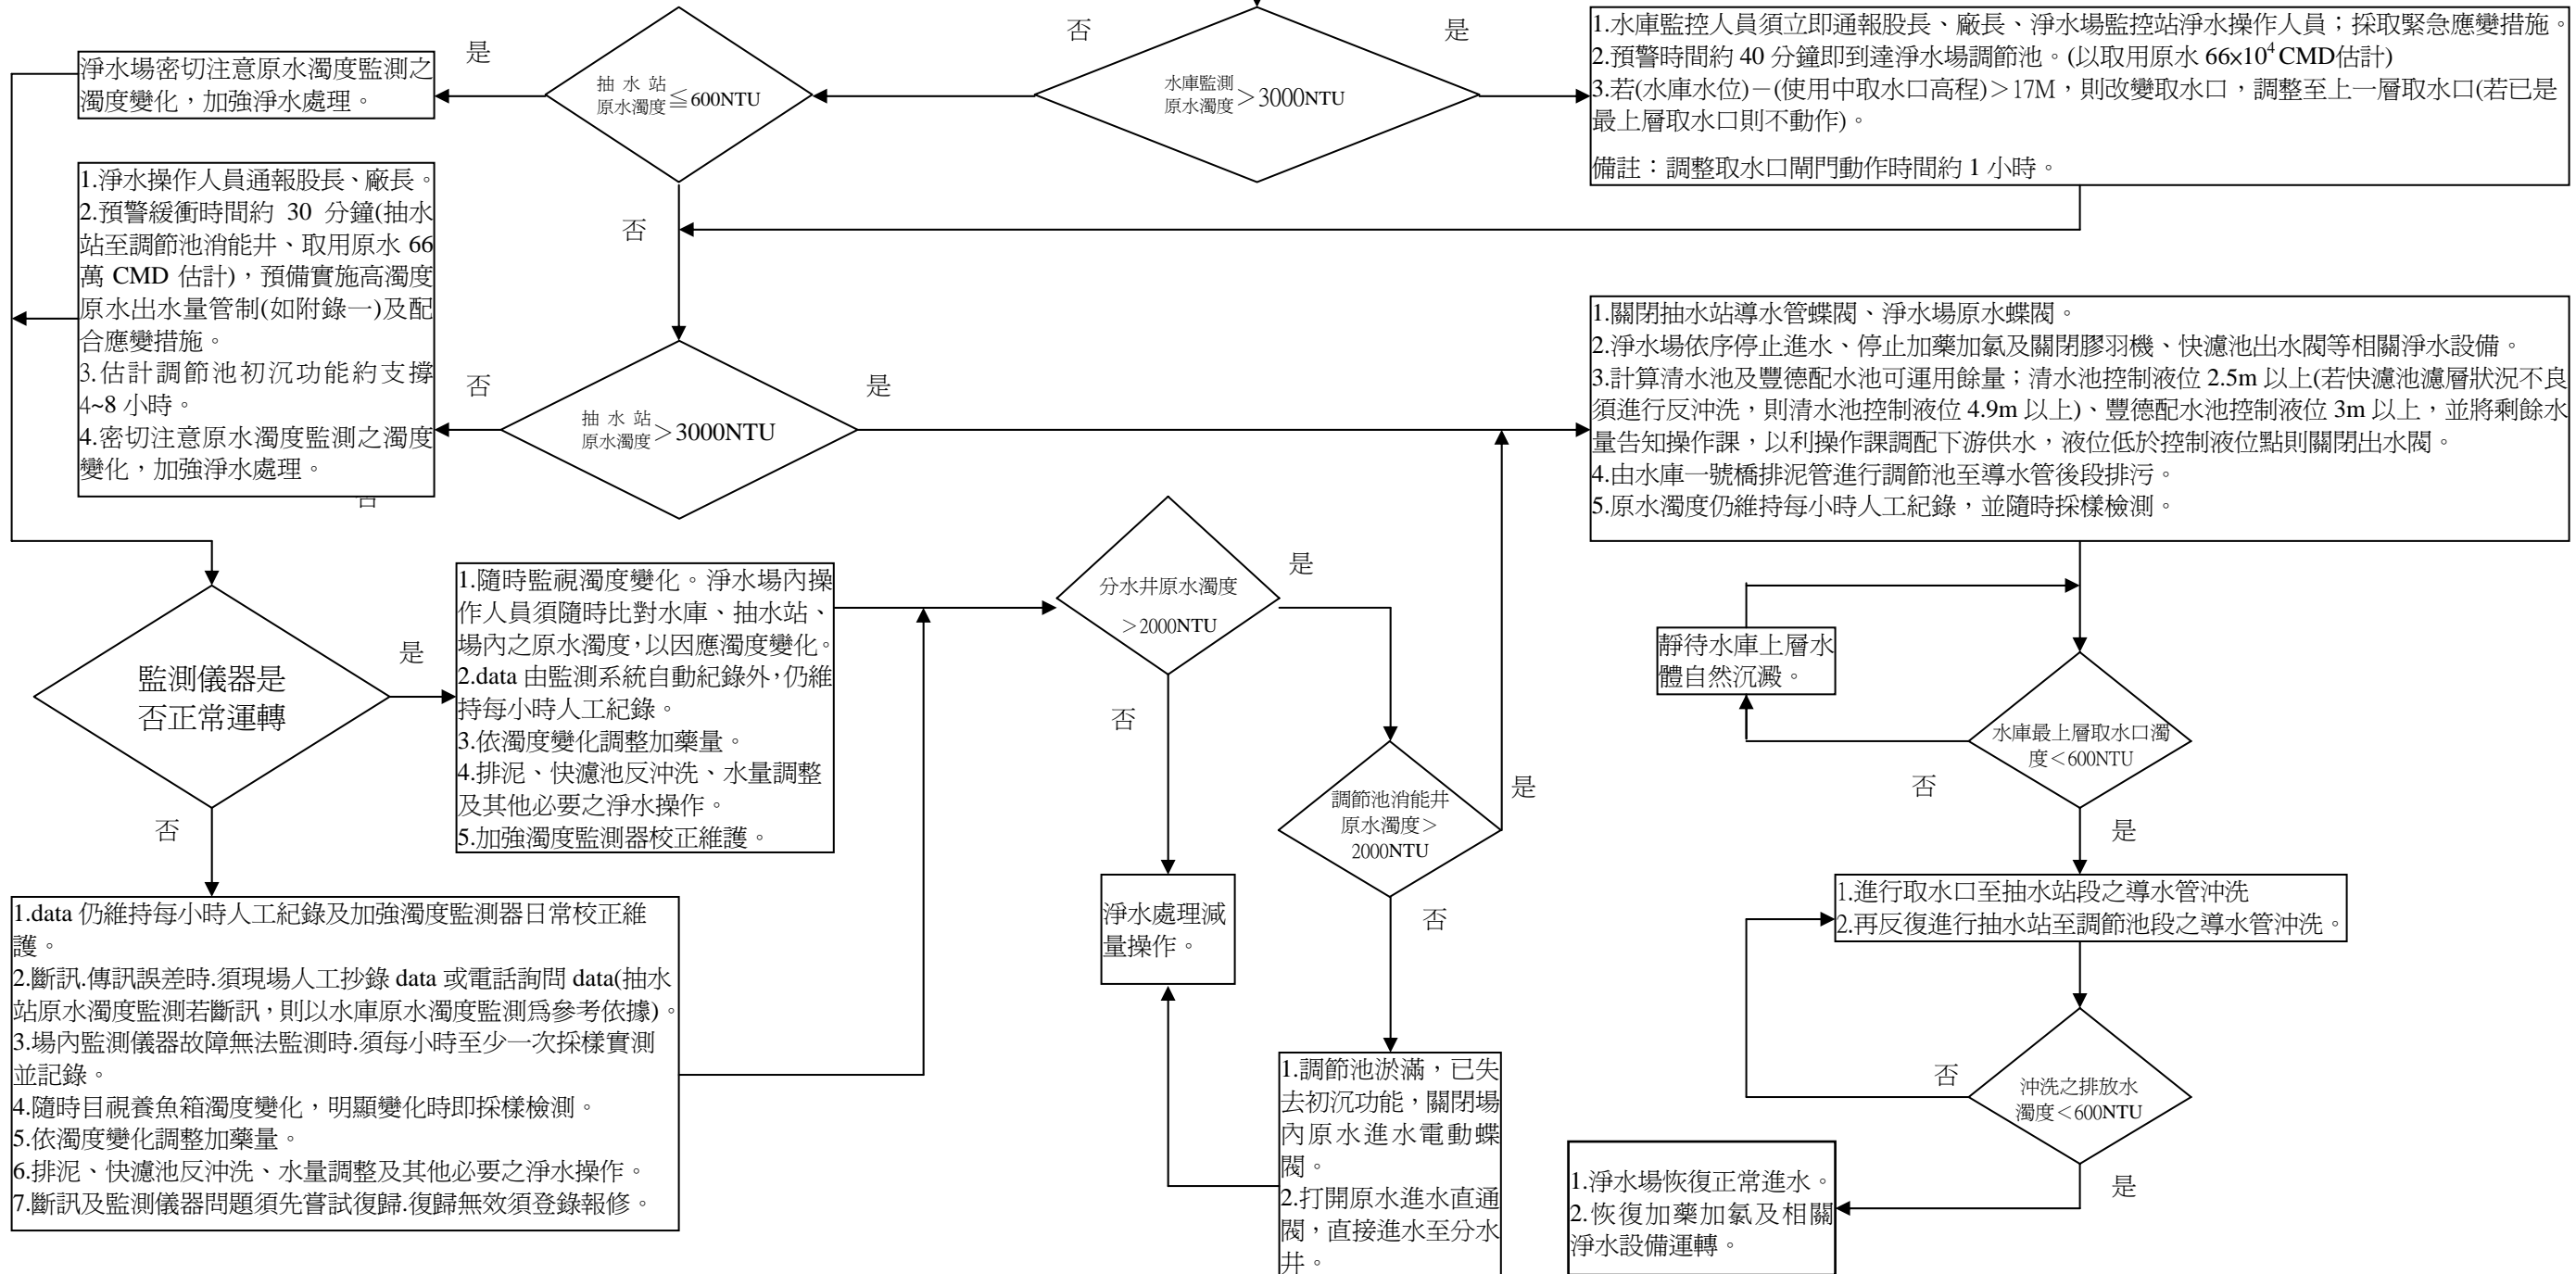 否
是
1.水庫監控人員須立即通報股長、廠長、淨水場監控站淨水操作人員；採取緊急應變措施。
2.預警時間約 40 分鐘即到達淨水場調節池。(以取用原水 66x10⁴ CMD估計)
3.若(水庫水位)－(使用中取水口高程)＞17M，則改變取水口，調整至上一層取水口(若已是
最上層取水口則不動作)。
備註：調整取水口閘門動作時間約 1 小時。
水庫監測
原水濁度＞3000NTU
是
抽 水 站
原水濁度≦600NTU
淨水場密切注意原水濁度監測之
濁度變化，加強淨水處理。
否
1.淨水操作人員通報股長、廠長。
2.預警緩衝時間約 30 分鐘(抽水
站至調節池消能井、取用原水 66
萬 CMD 估計)，預備實施高濁度
原水出水量管制(如附錄一)及配
合應變措施。
3.估計調節池初沉功能約支撐
4~8 小時。
4.密切注意原水濁度監測之濁度
變化，加強淨水處理。
否
是
抽 水 站
原水濁度＞3000NTU
1.關閉抽水站導水管蝶閥、淨水場原水蝶閥。
2.淨水場依序停止進水、停止加藥加氯及關閉膠羽機、快濾池出水閥等相關淨水設備。
3.計算清水池及豐德配水池可運用餘量；清水池控制液位 2.5m 以上(若快濾池濾層狀況不良
須進行反沖洗，則清水池控制液位 4.9m 以上)、豐德配水池控制液位 3m 以上，並將剩餘水
量告知操作課，以利操作課調配下游供水，液位低於控制液位點則關閉出水閥。
4.由水庫一號橋排泥管進行調節池至導水管後段排污。
5.原水濁度仍維持每小時人工紀錄，並隨時採樣檢測。
監測儀器是
否正常運轉
是
否
1.隨時監視濁度變化。淨水場內操
作人員須隨時比對水庫、抽水站、
場內之原水濁度，以因應濁度變化。
2.data 由監測系統自動紀錄外，仍維
持每小時人工紀錄。
3.依濁度變化調整加藥量。
4.排泥、快濾池反沖洗、水量調整
及其他必要之淨水操作。
5.加強濁度監測器校正維護。
分水井原水濁度
＞2000NTU
是
否
調節池消能井
原水濁度＞
2000NTU
是
否
淨水處理減
量操作。
1.調節池淤滿，已失
去初沉功能，關閉場
內原水進水電動蝶
閥。
2.打開原水進水直通
閥，直接進水至分水
井。
1.data 仍維持每小時人工紀錄及加強濁度監測器日常校正維
護。
2.斷訊.傳訊誤差時.須現場人工抄錄 data 或電話詢問 data(抽水
站原水濁度監測若斷訊，則以水庫原水濁度監測為參考依據)。
3.場內監測儀器故障無法監測時.須每小時至少一次採樣實測
並記錄。
4.隨時目視養魚箱濁度變化，明顯變化時即採樣檢測。
5.依濁度變化調整加藥量。
6.排泥、快濾池反沖洗、水量調整及其他必要之淨水操作。
7.斷訊及監測儀器問題須先嘗試復歸.復歸無效須登錄報修。
靜待水庫上層水
體自然沉澱。
水庫最上層取水口濁
度＜600NTU
否
是
1.進行取水口至抽水站段之導水管沖洗
2.再反復進行抽水站至調節池段之導水管沖洗。
沖洗之排放水
濁度＜600NTU
否
是
1.淨水場恢復正常進水。
2.恢復加藥加氯及相關
淨水設備運轉。